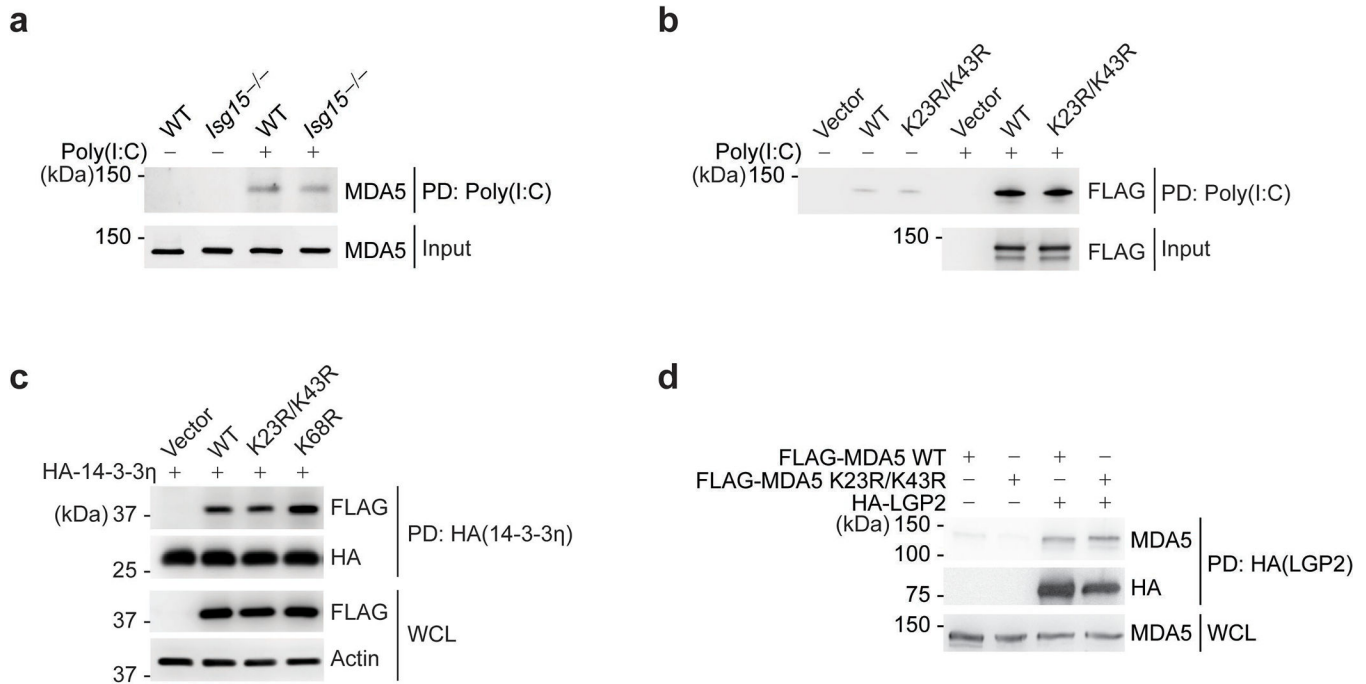 a
WT Isg15−/− WT Isg15−/−
Poly(I:C) − − + +
(kDa) 150 - MDA5 PD: Poly(I:C)
150 - MDA5 Input
b
Vector WT K23R/K43R Vector WT K23R/K43R
Poly(I:C) − − − + + +
(kDa) 150 - FLAG PD: Poly(I:C)
150 - FLAG Input
c
Vector WT K23R/K43R K68R
HA-14-3-3η + + + +
(kDa) 37 - FLAG
HA
25 -
PD: HA(14-3-3η)
37 - FLAG
Actin
37 -
WCL
d
FLAG-MDA5 WT + − + −
FLAG-MDA5 K23R/K43R − + − +
HA-LGP2 − − + +
(kDa) 150 - MDA5
100 -
HA
75 -
PD: HA(LGP2)
150 - MDA5 WCL